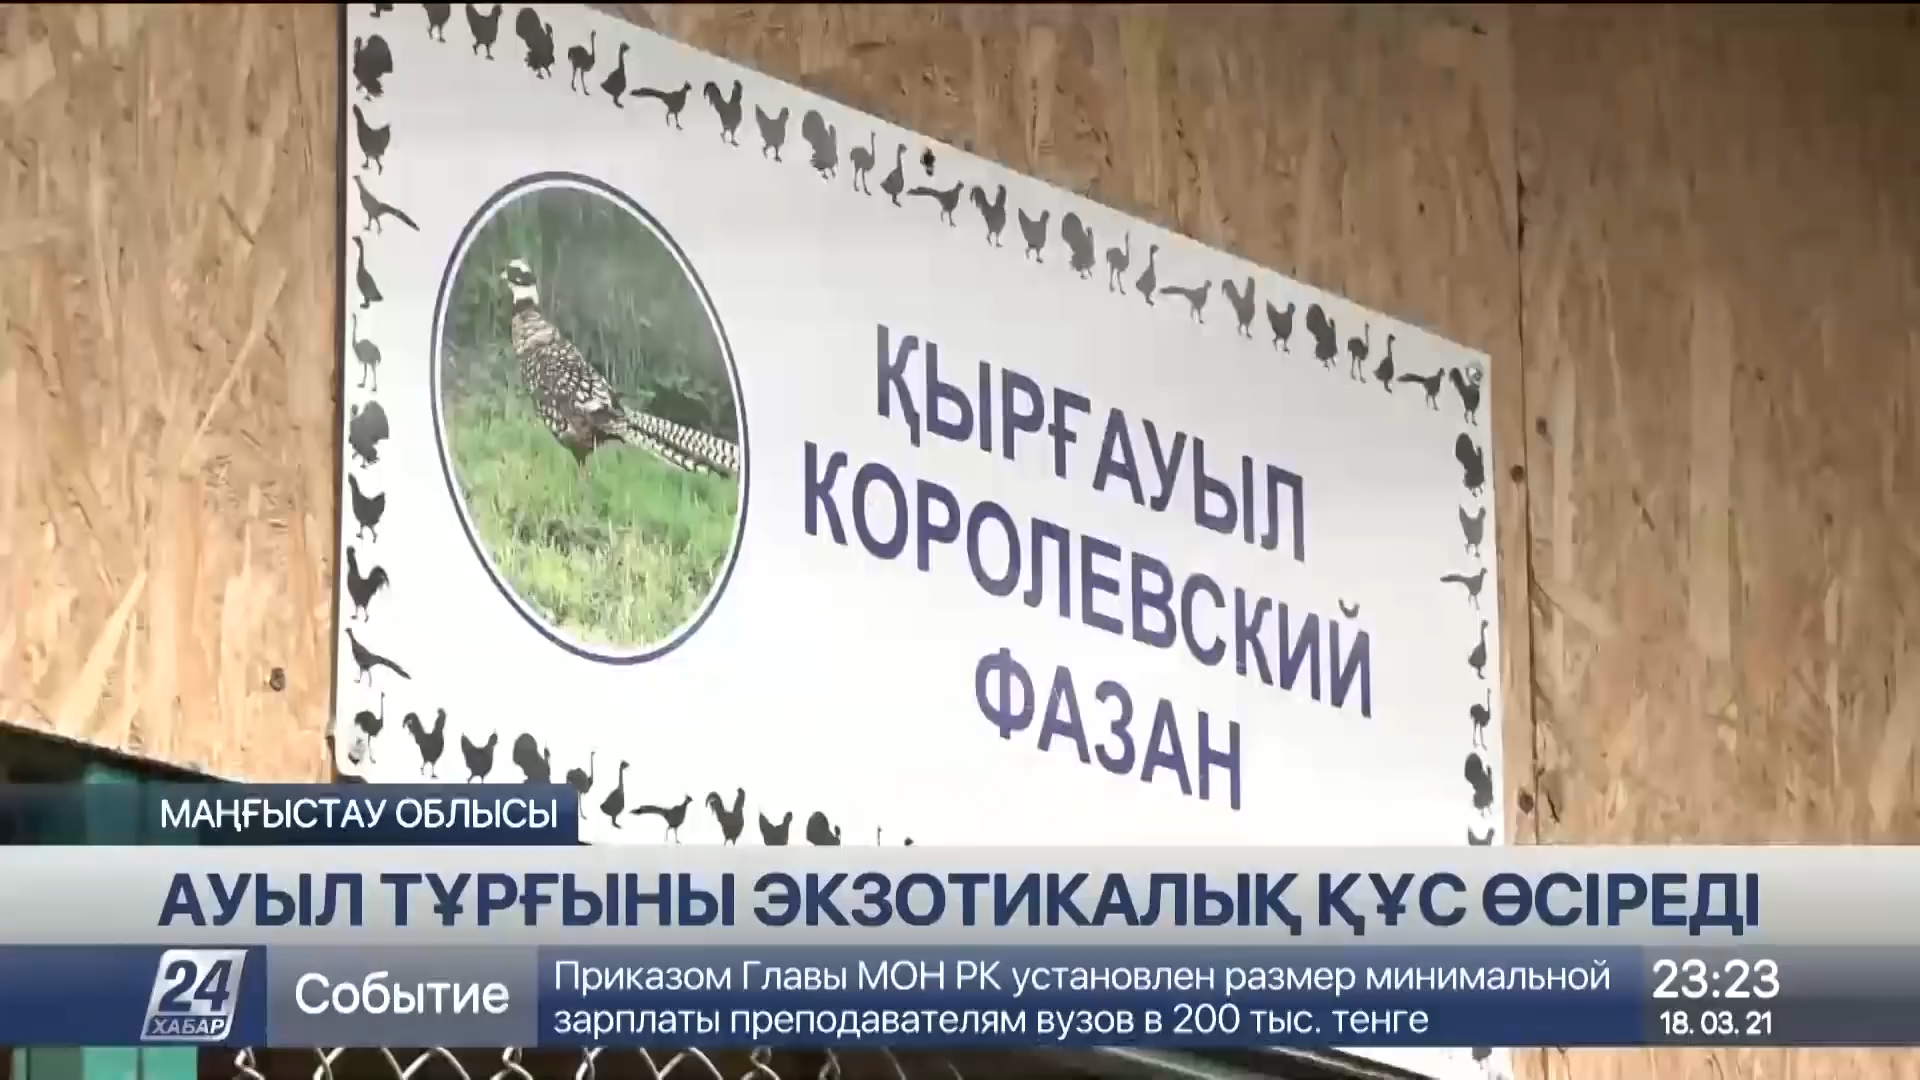 ҚЫРҒАУЫЛ
КОРОЛЕВСКИЙ
ФАЗАН
МАҢҒЫСТАУ ОБЛЫСЫ
АУЫЛ ТҰРҒЫНЫ ЭКЗОТИКАЛЫҚ ҚҰС ӨСІРЕДІ
24
ХАБАР
Событие
Приказом Главы МОН РК установлен размер минимальной
зарплаты преподавателям вузов в 200 тыс. тенге
23:23
18. 03. 21